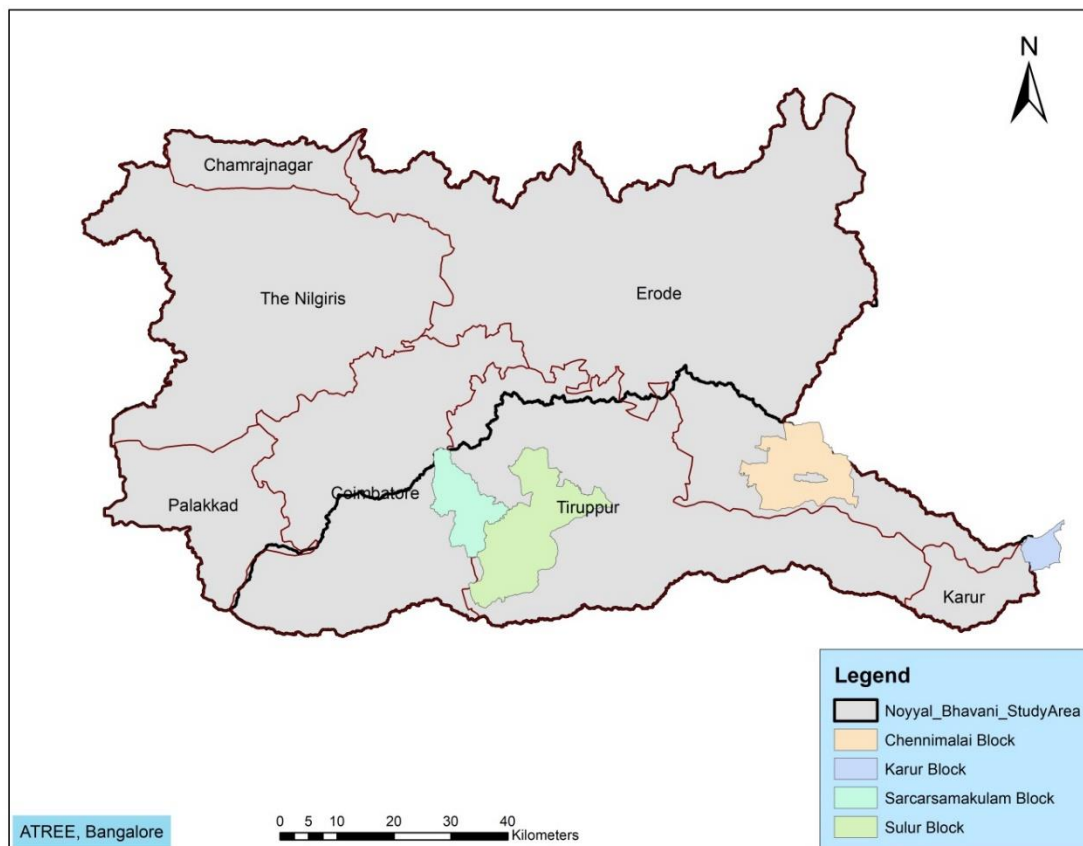 N
Chamrajnagar
The Nilgiris
Erode
Coimbatore
Palakkad
Tiruppur
Karur
Legend
Noyyal_Bhavani_StudyArea
Chennimalai Block
Karur Block
Sarcarsamakulam Block
Sulur Block
ATREE, Bangalore
0 5 10 20 30 40
Kilometers